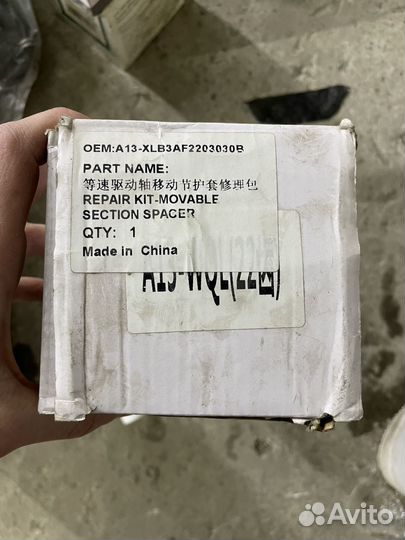 OEM:A13-XLB3AF2203030B
PART NAME:
等速驱动轴移动节护套修理包
REPAIR KIT-MOVABLE
SECTION SPACER
QTY: 1
Made in China
Avito